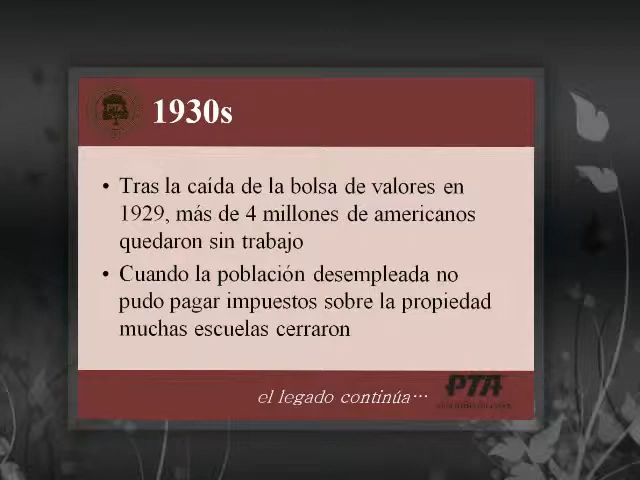 PTA
1930s
• Tras la caída de la bolsa de valores en
1929, más de 4 millones de americanos
quedaron sin trabajo
• Cuando la población desempleada no
pudo pagar impuestos sobre la propiedad
muchas escuelas cerraron
el legado continúa...
PTA